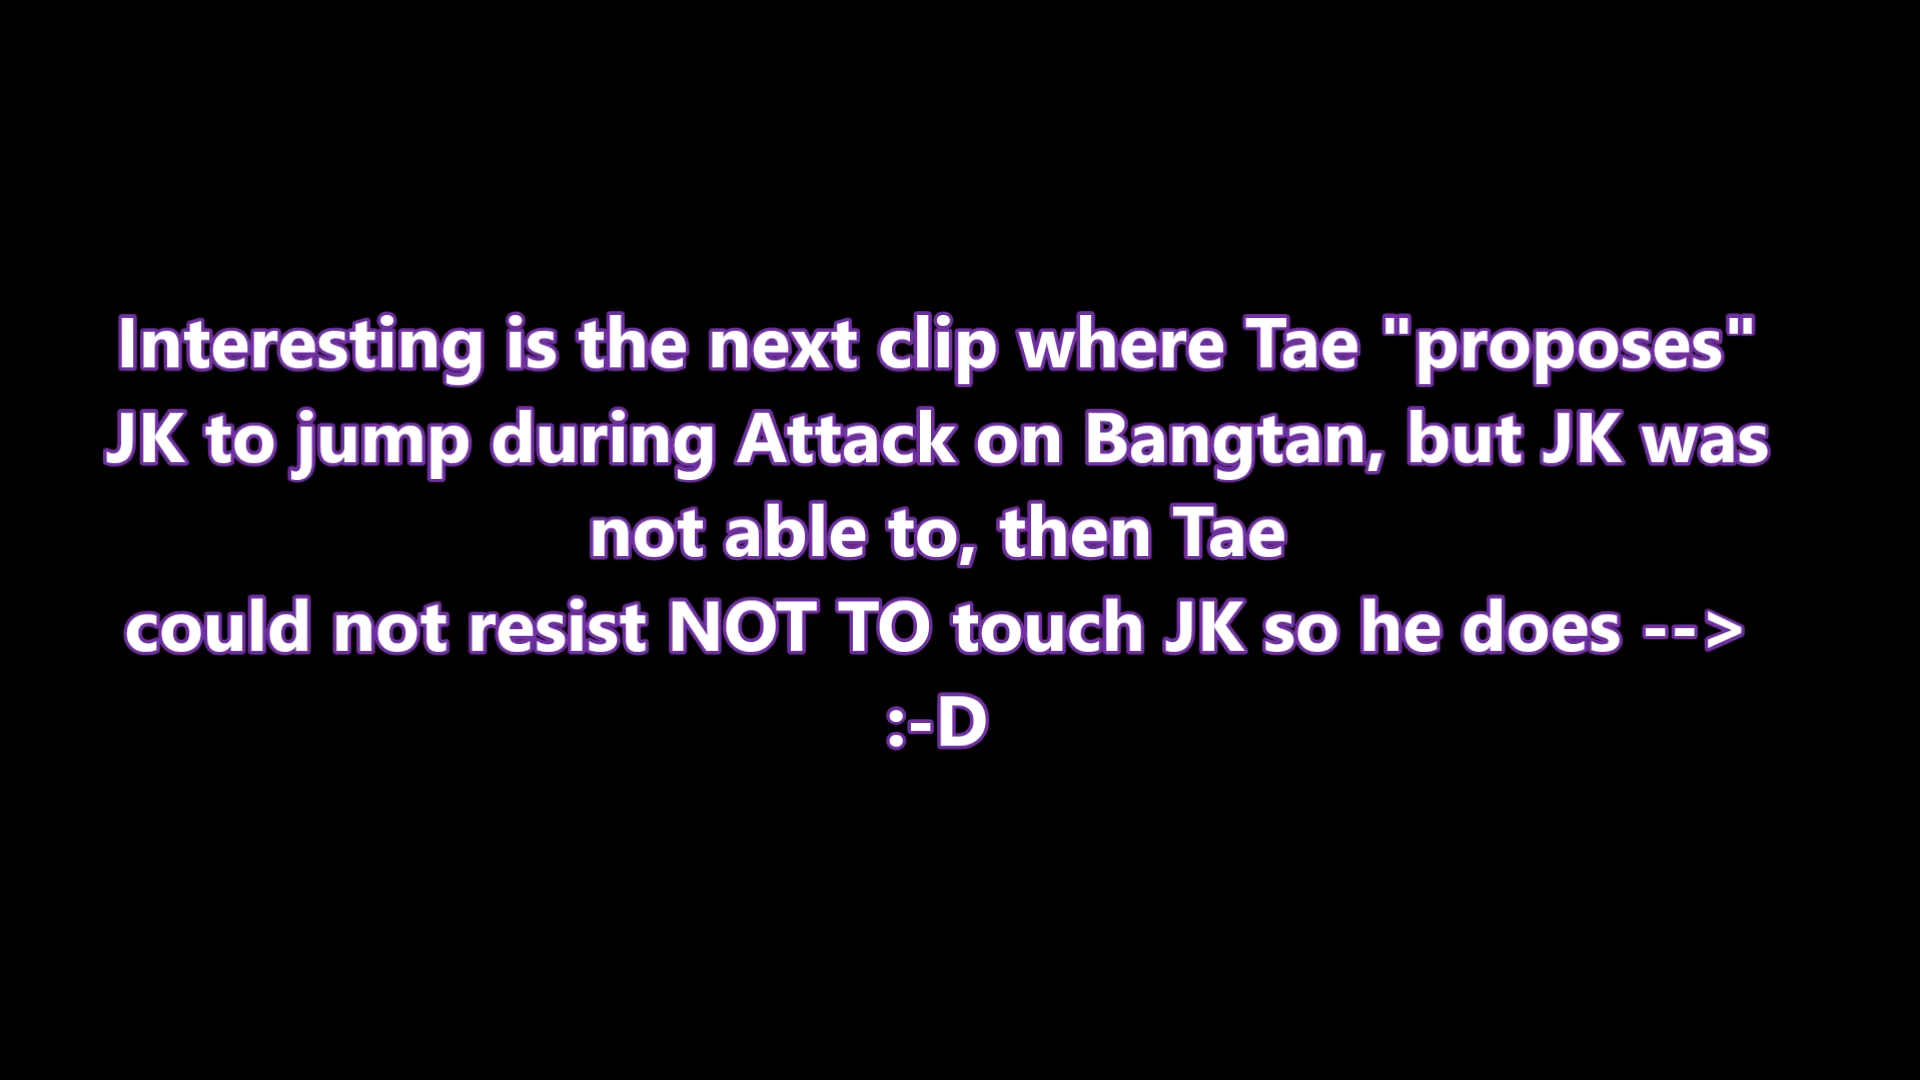 Interesting is the next clip where Tae "proposes"
JK to jump during Attack on Bangtan, but JK was
not able to, then Tae
could not resist NOT TO touch JK so he does -->
:-D